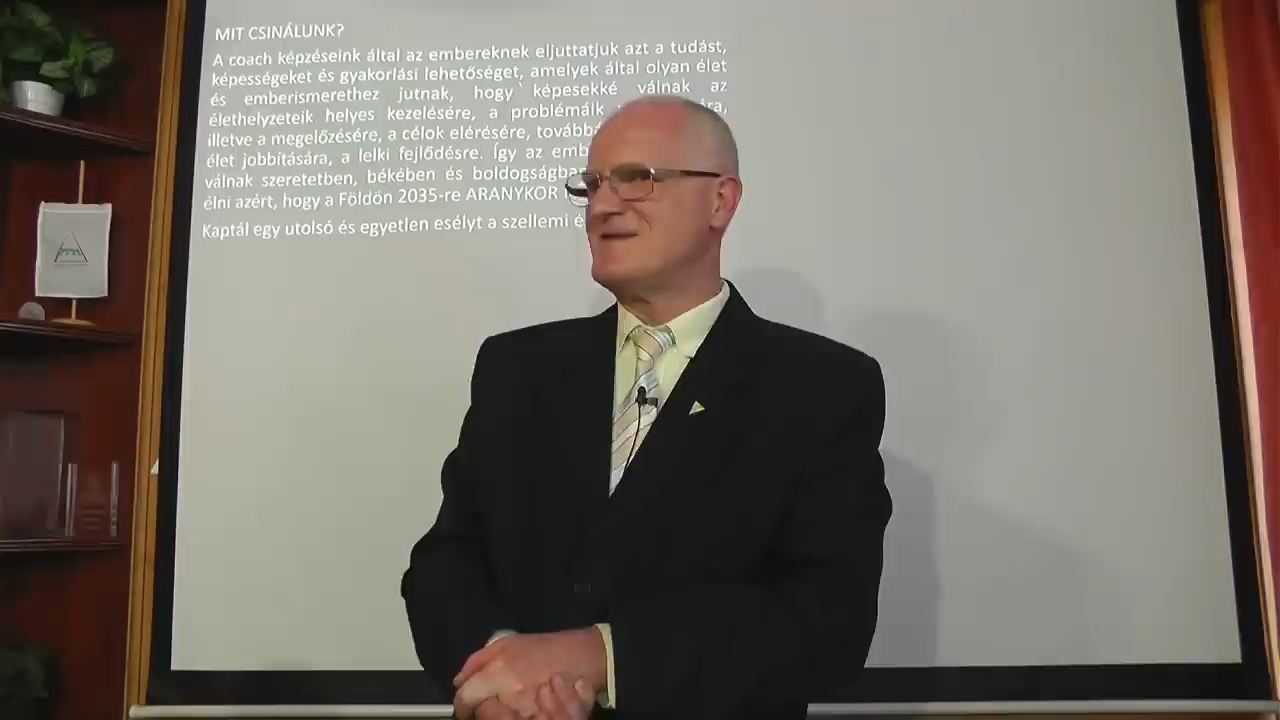 MIT CSINÁLUNK?
A coach képzéseink által az embereknek eljuttatjuk azt a tudást,
képességeket és gyakorlási lehetőséget, amelyek által olyan élet
és emberismerethez jutnak, hogy képesekké válnak az
élethelyzeteik helyes kezelésére, a problémáik
illetve a megelőzésére, a célok elérésére, továbbá
élet jobbítására, a lelki fejlődésre. Így az
válnak szeretetben, békében és
élni azért, hogy a Földön 2035-re ARANYKOR
Kaptál egy utolsó és egyetlen esélyt a szellemi